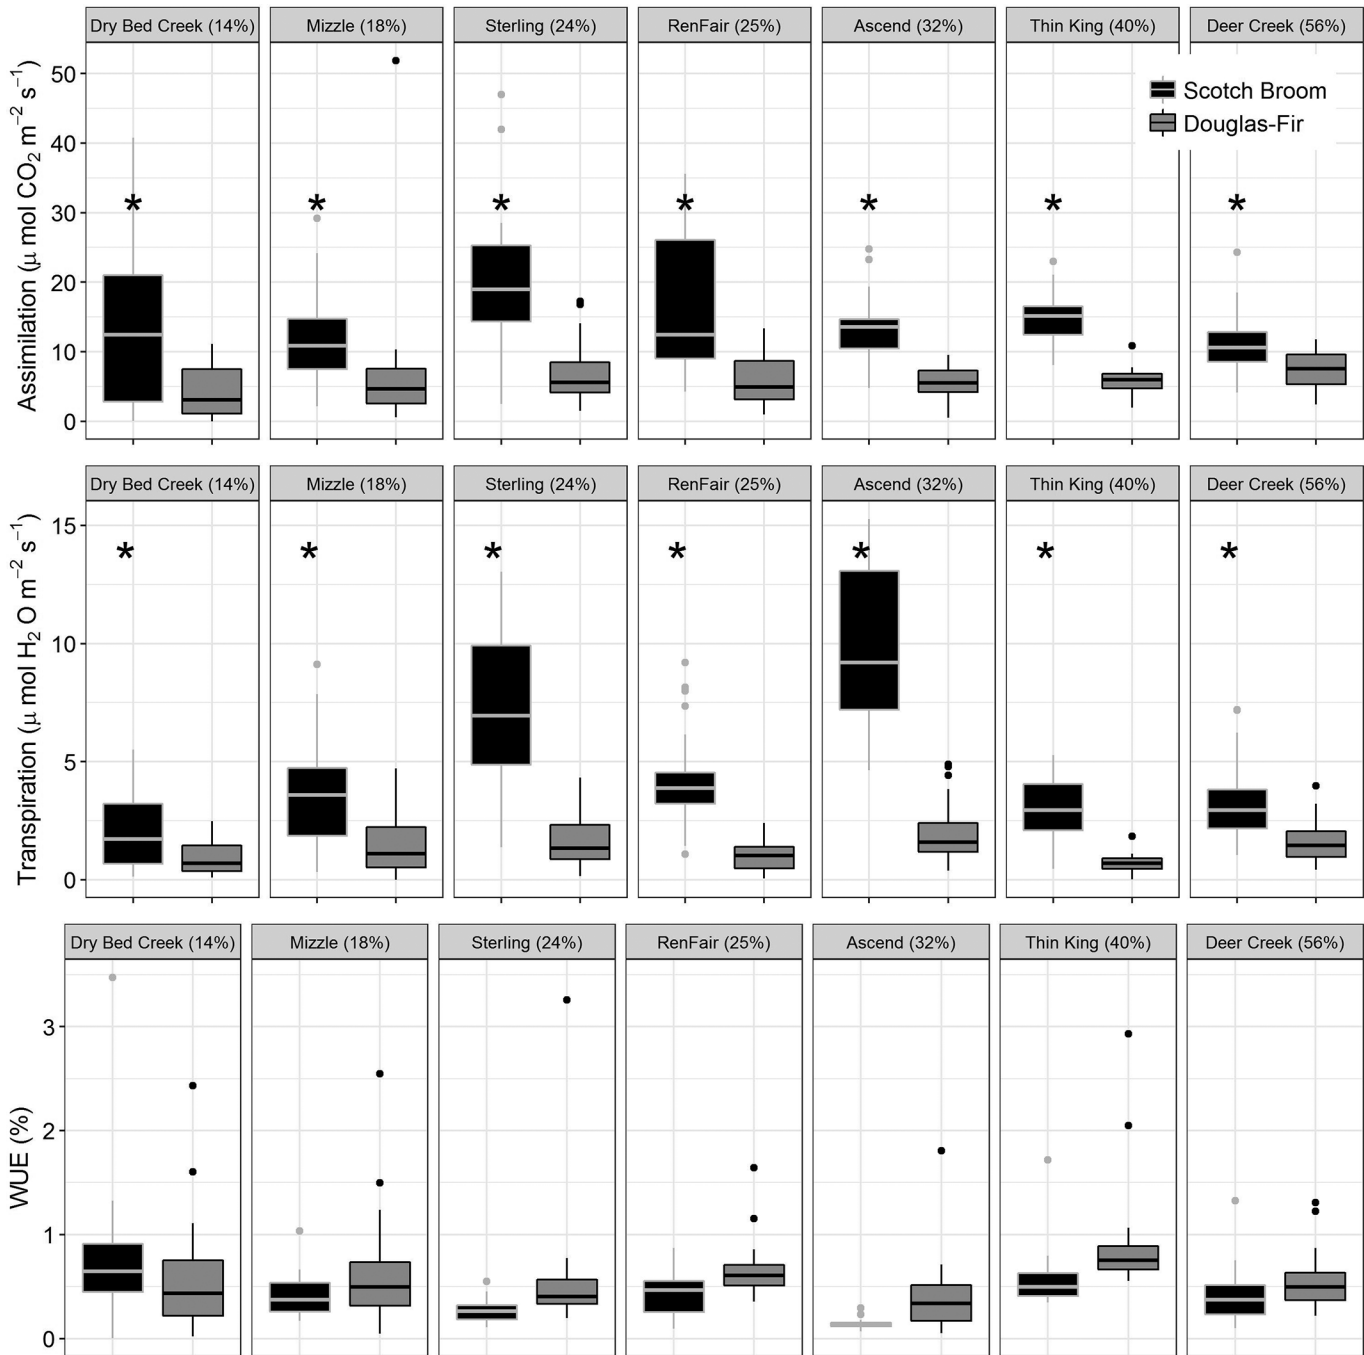 Dry Bed Creek (14%) Mizzle (18%) Sterling (24%) RenFair (25%) Ascend (32%) Thin King (40%) Deer Creek (56%)
Assimilation (μ mol CO₂ m⁻² s⁻¹)
50
40
30
20
10
0
* * * * * * *
Scotch Broom
Douglas-Fir
Dry Bed Creek (14%) Mizzle (18%) Sterling (24%) RenFair (25%) Ascend (32%) Thin King (40%) Deer Creek (56%)
Transpiration (μ mol H₂ O m⁻² s⁻¹)
15
10
5
0
* * * * * * *
Dry Bed Creek (14%) Mizzle (18%) Sterling (24%) RenFair (25%) Ascend (32%) Thin King (40%) Deer Creek (56%)
WUE (%)
3
2
1
0